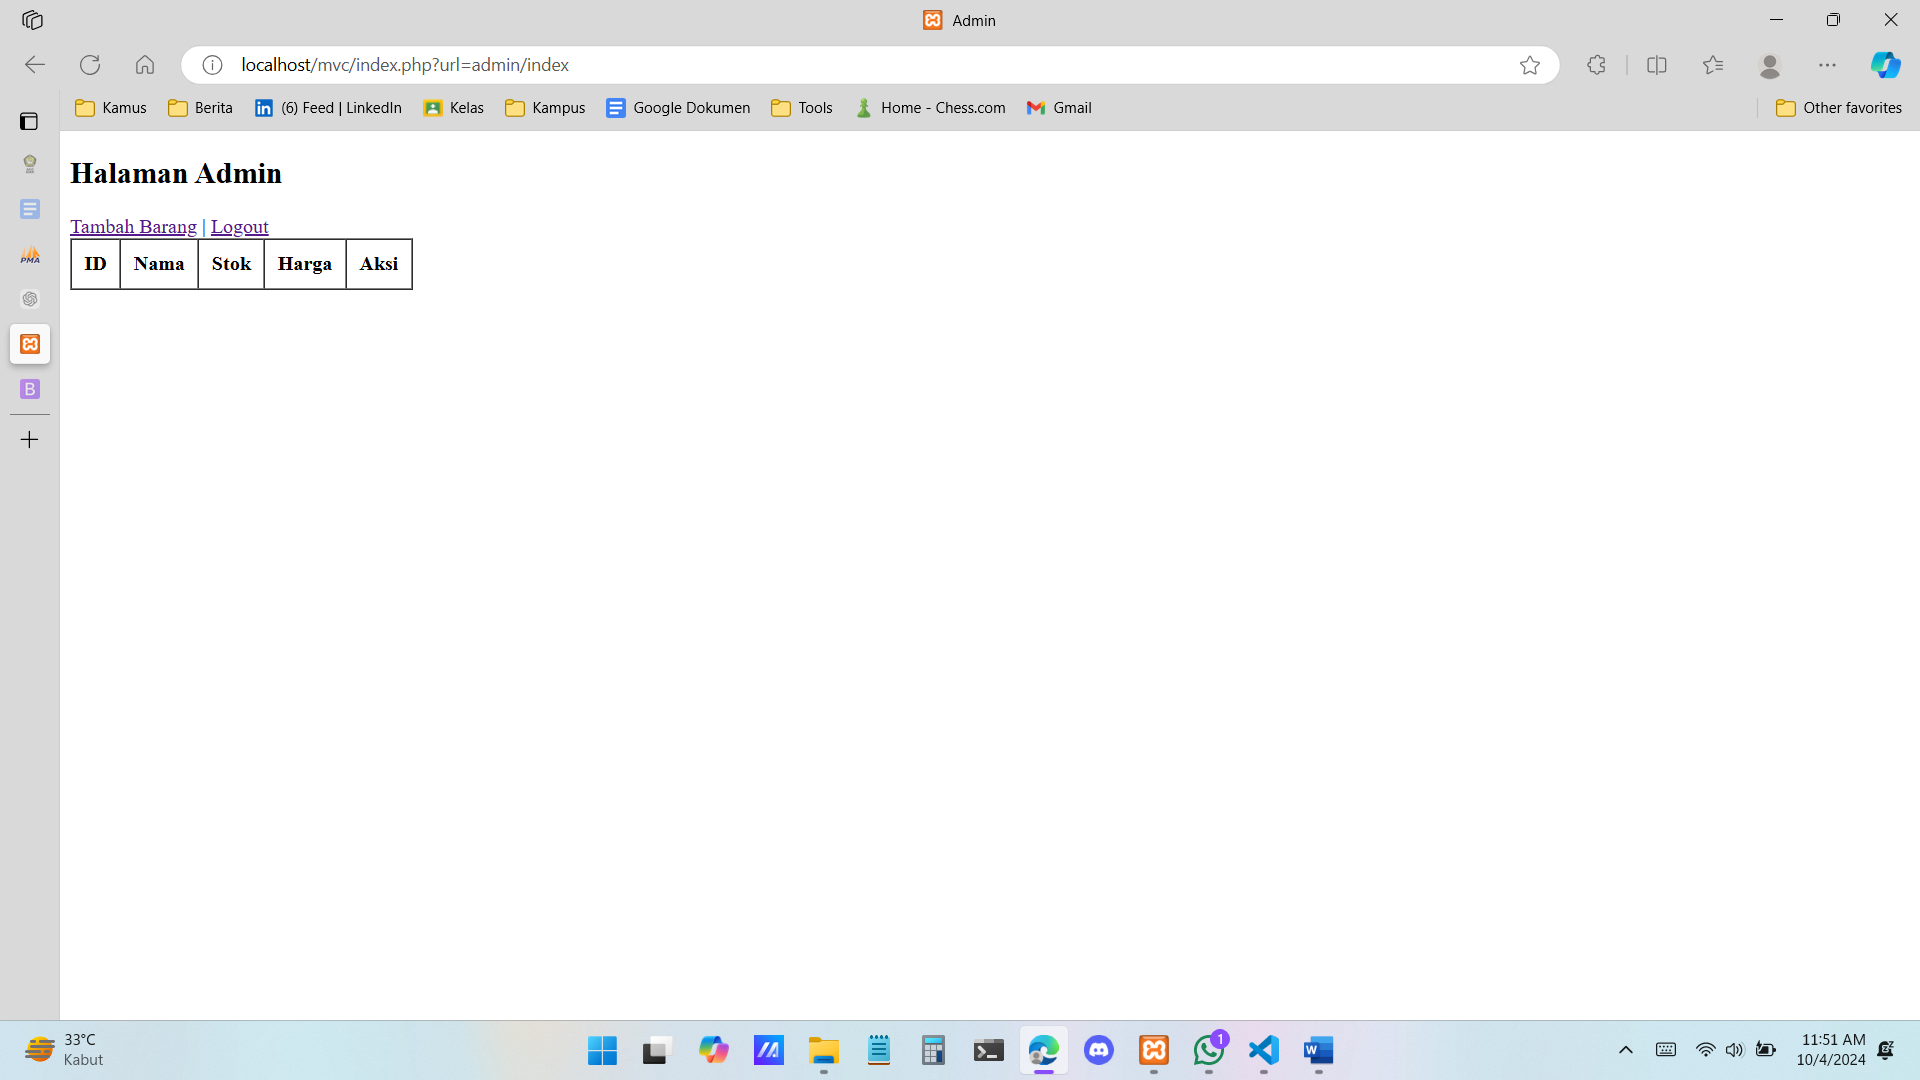 Admin
localhost/mvc/index.php?url=admin/index
Kamus
Berita
(6) Feed | LinkedIn
Kelas
Kampus
Google Dokumen
Tools
Home - Chess.com
Gmail
Other favorites
PMA
B
Halaman Admin
Tambah Barang | Logout
ID Nama Stok Harga Aksi
33°C
Kabut
1
11:51 AM
10/4/2024